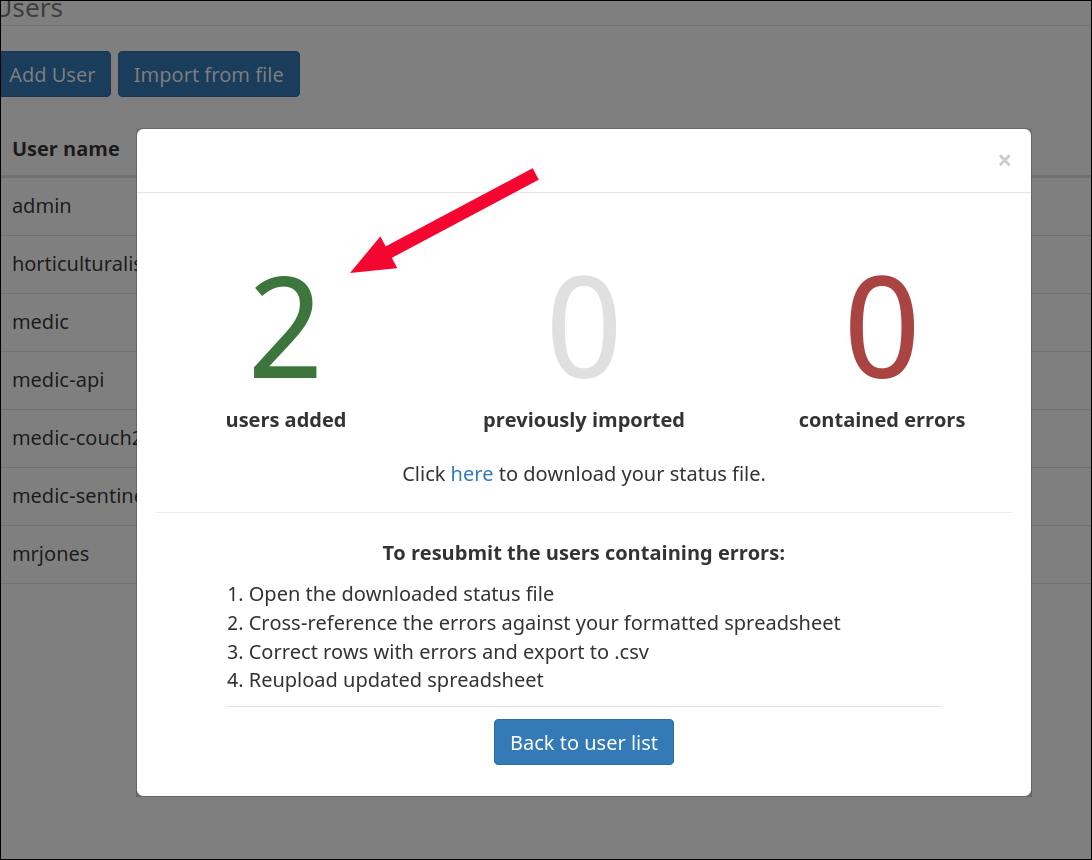 Users
Add User
Import from file
User name
×
admin
horticulturalis
medic
medic-api
medic-couch2
medic-sentine
mrjones
2
0
0
users added
previously imported
contained errors
Click here to download your status file.
To resubmit the users containing errors:
1. Open the downloaded status file
2. Cross-reference the errors against your formatted spreadsheet
3. Correct rows with errors and export to .csv
4. Reupload updated spreadsheet
Back to user list